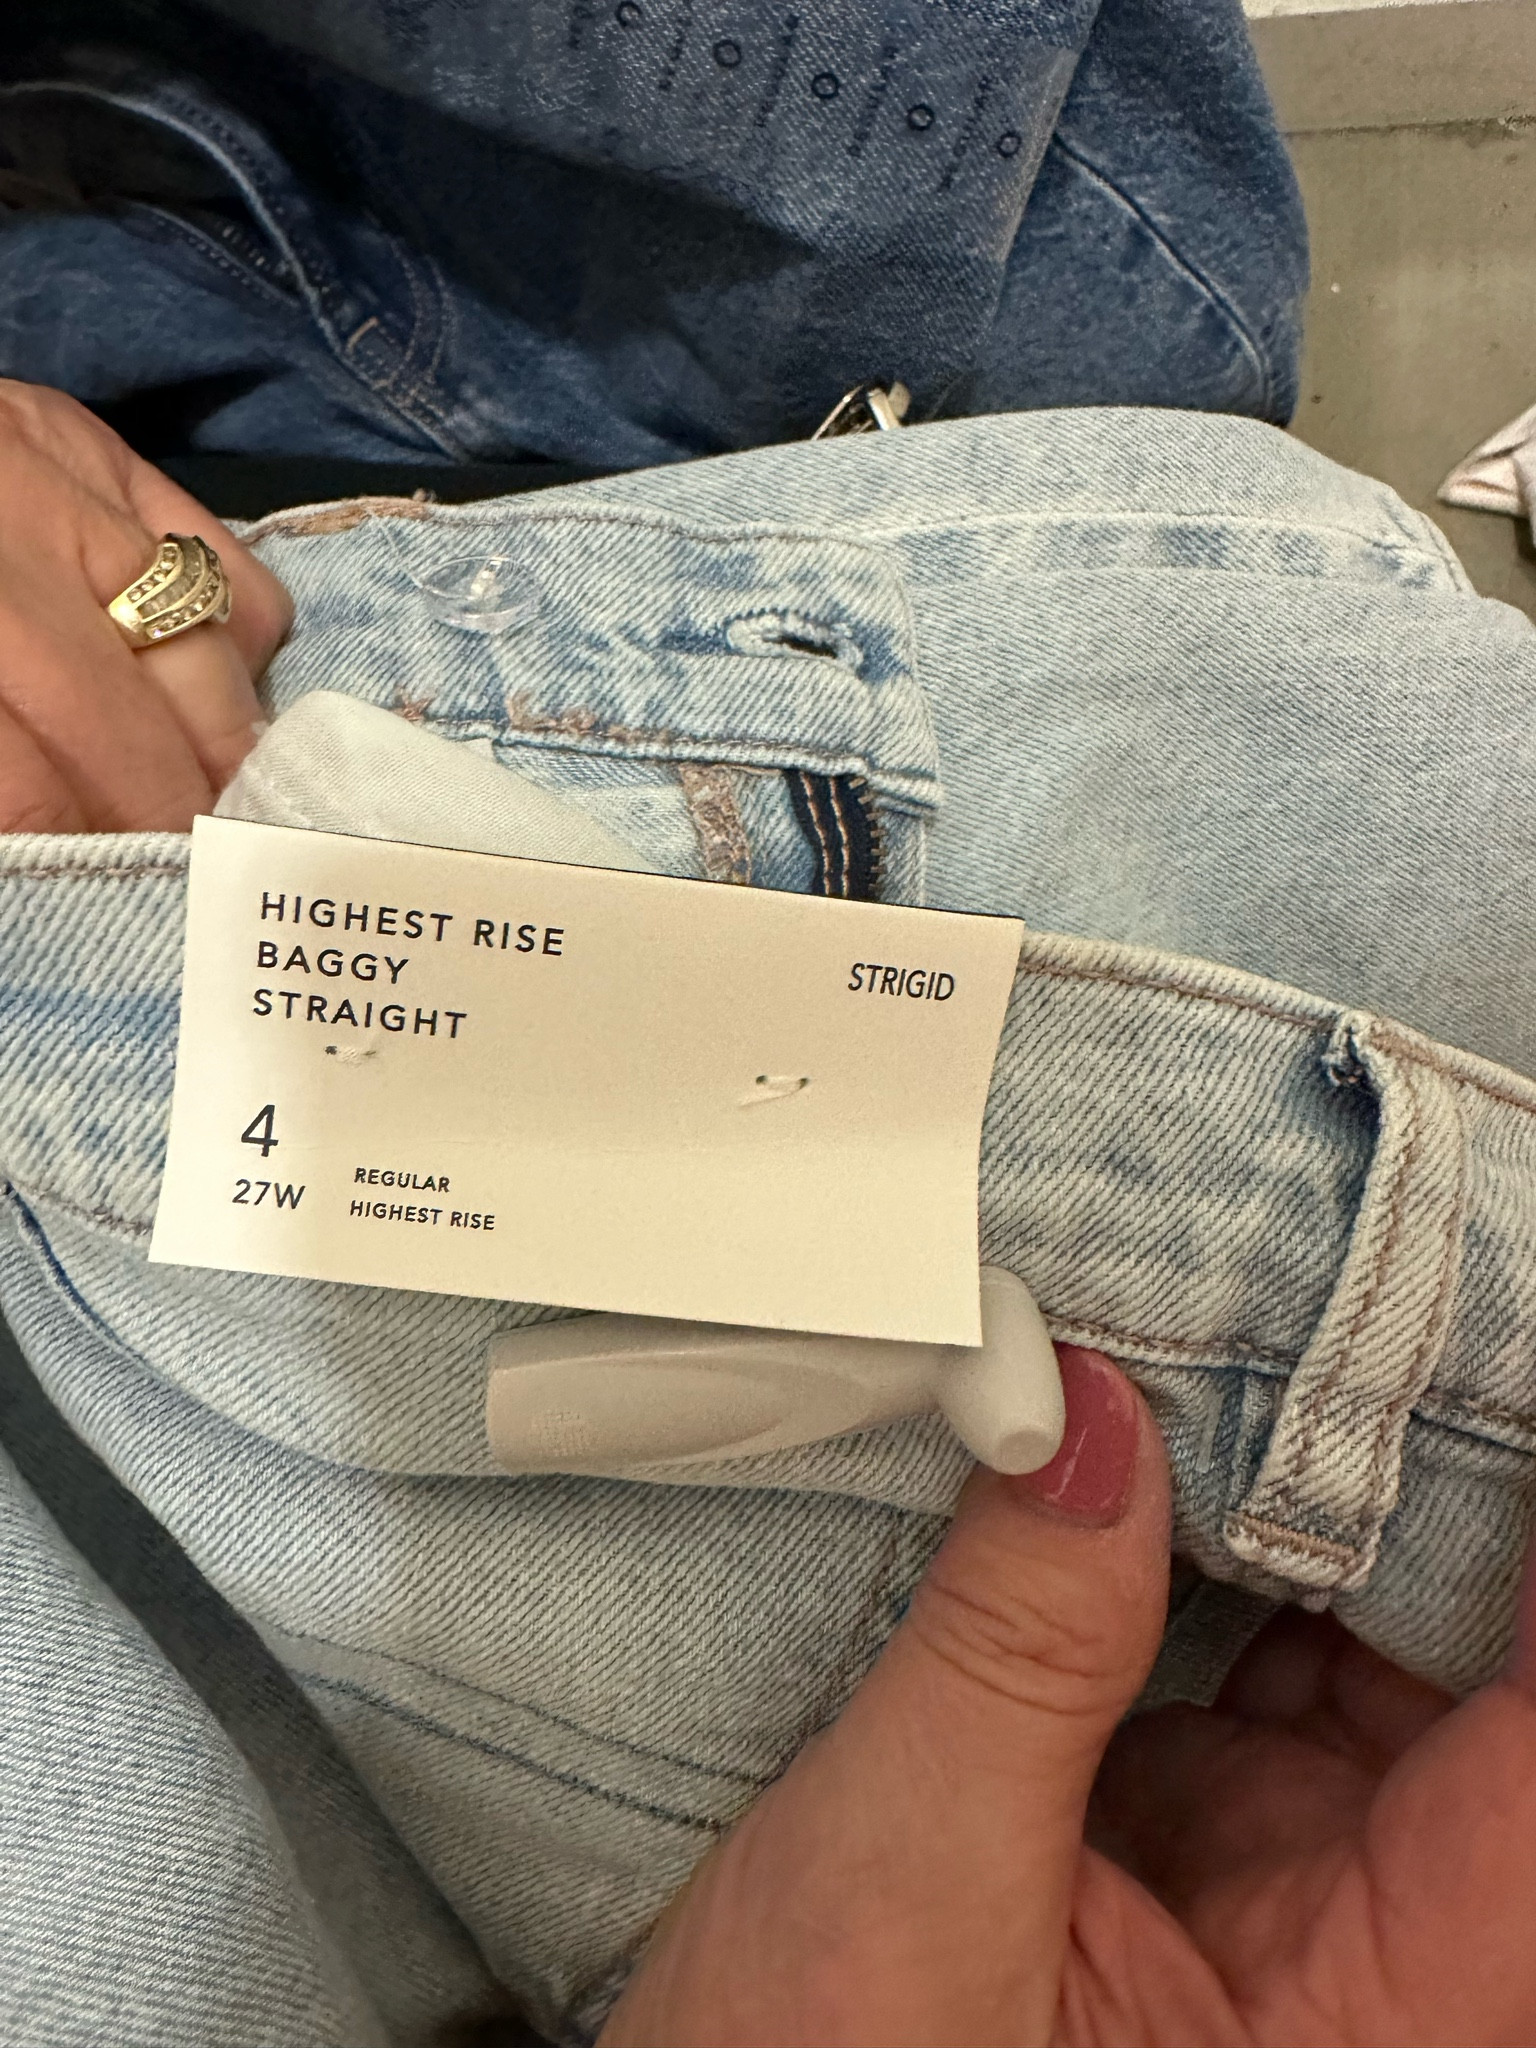 HIGHEST RISE
BAGGY
STRAIGHT
STRIGID
4
27W
REGULAR
HIGHEST RISE